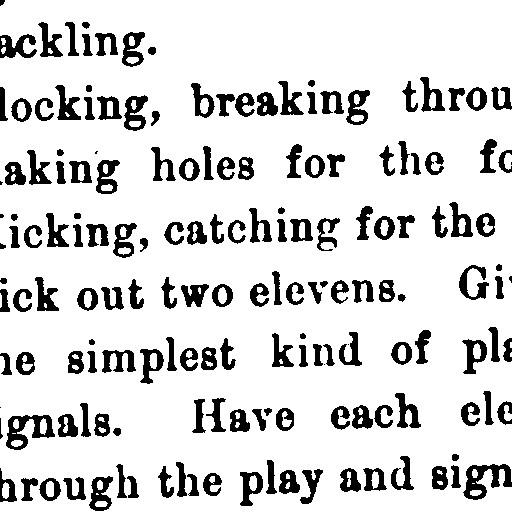 ackling.
locking, breaking throu
aking holes for the fo
icking, catching for the
ick out two elevens. Gi
he simplest kind of pla
ignals. Have each ele
hrough the play and sign